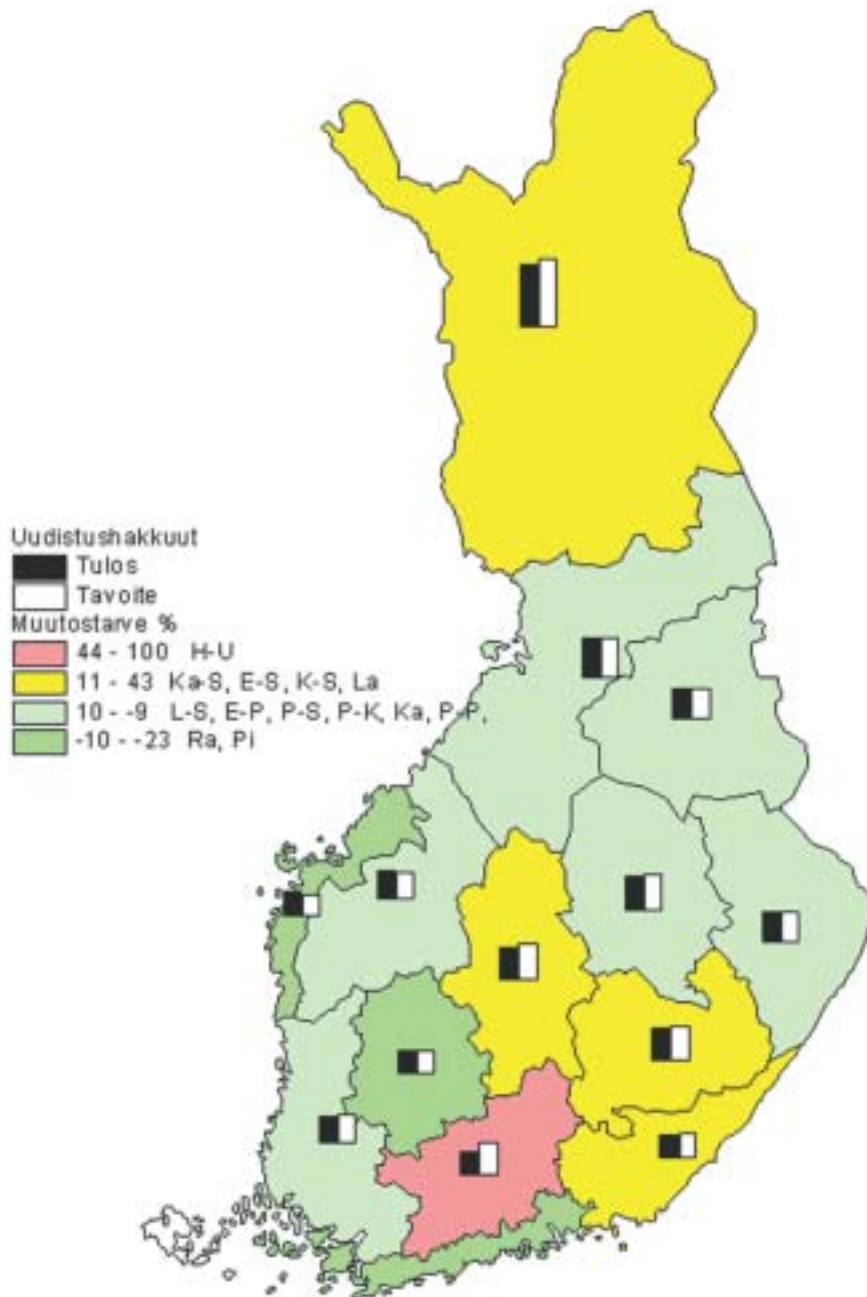 Uudistushakkuut
Tulos
Tavoite
Muutostarve %
44 - 100 H-U
11 - 43 Ka-S, E-S, K-S, La
10 - -9 L-S, E-P, P-S, P-K, Ka, P-P,
-10 - -23 Ra, Pi